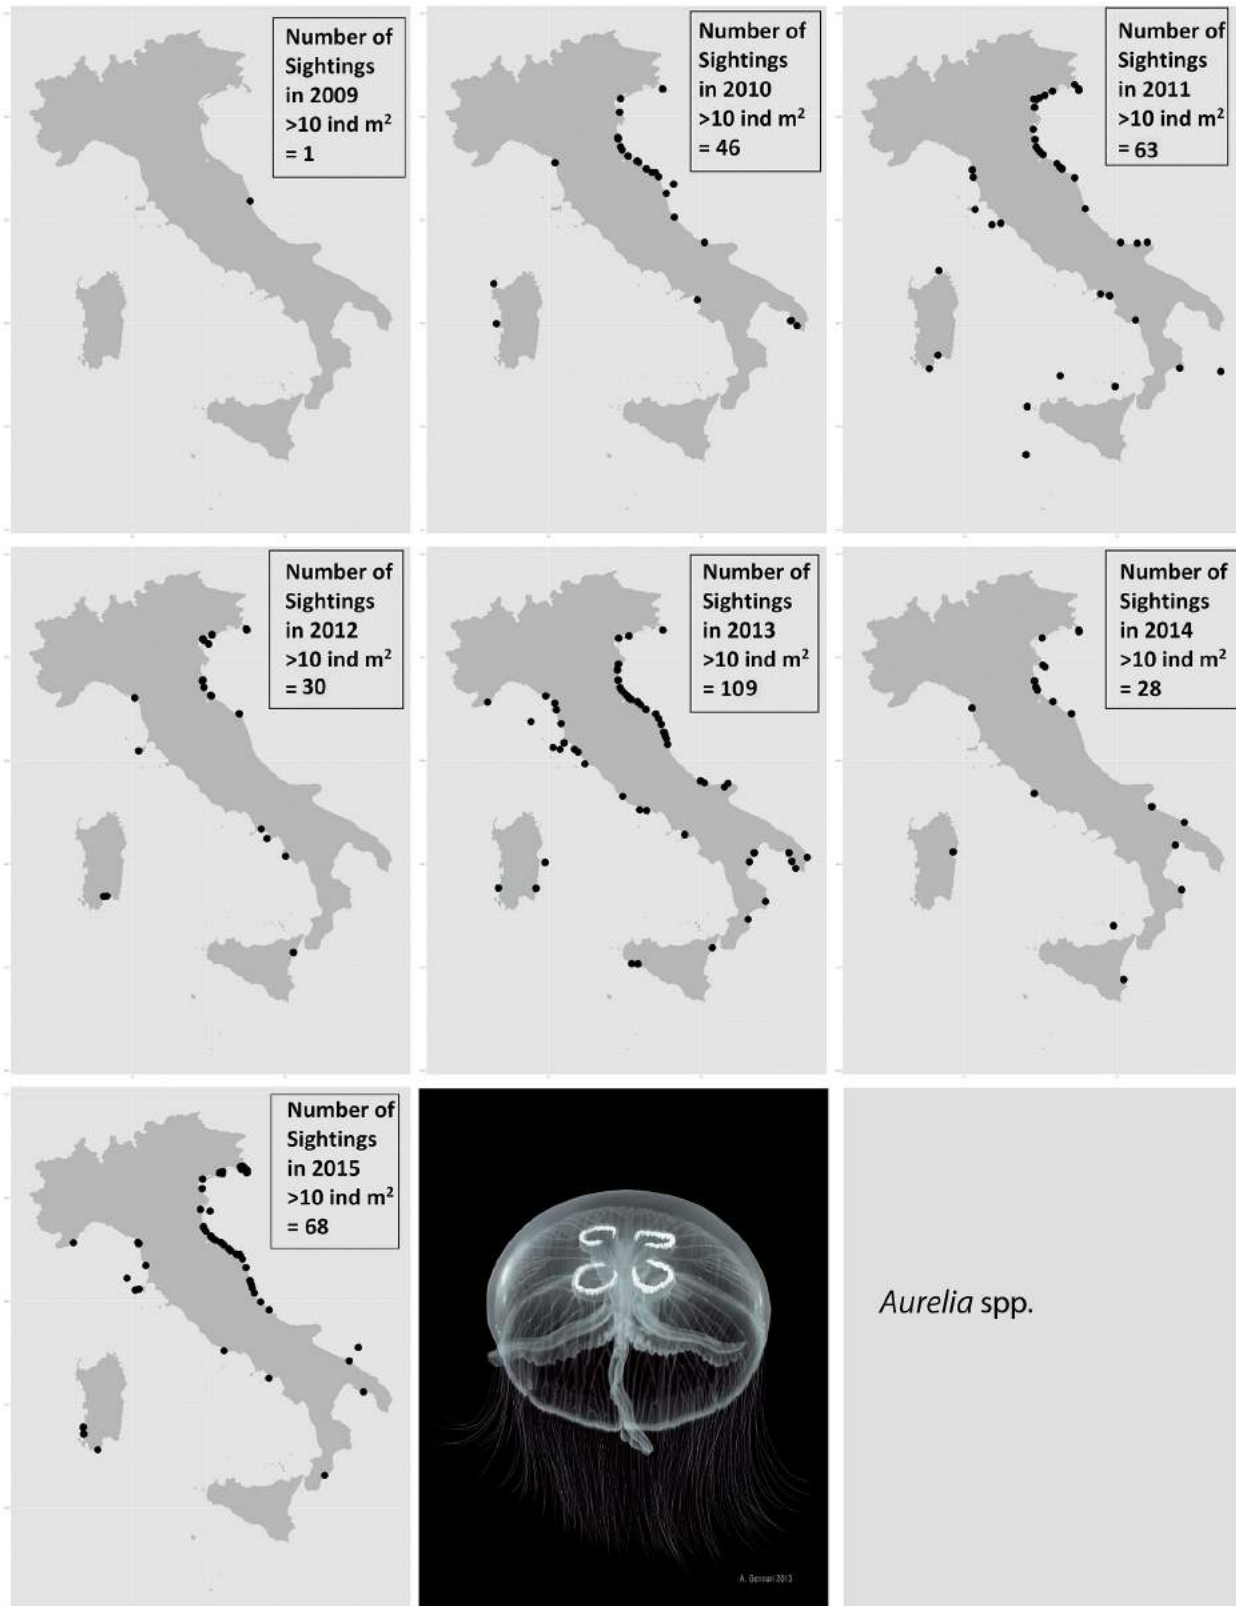 Number of
Sightings
in 2009
>10 ind m²
= 1
Number of
Sightings
in 2010
>10 ind m²
= 46
Number of
Sightings
in 2011
>10 ind m²
= 63
Number of
Sightings
in 2012
>10 ind m²
= 30
Number of
Sightings
in 2013
>10 ind m²
= 109
Number of
Sightings
in 2014
>10 ind m²
= 28
Number of
Sightings
in 2015
>10 ind m²
= 68
A. Gennari 2013
Aurelia spp.